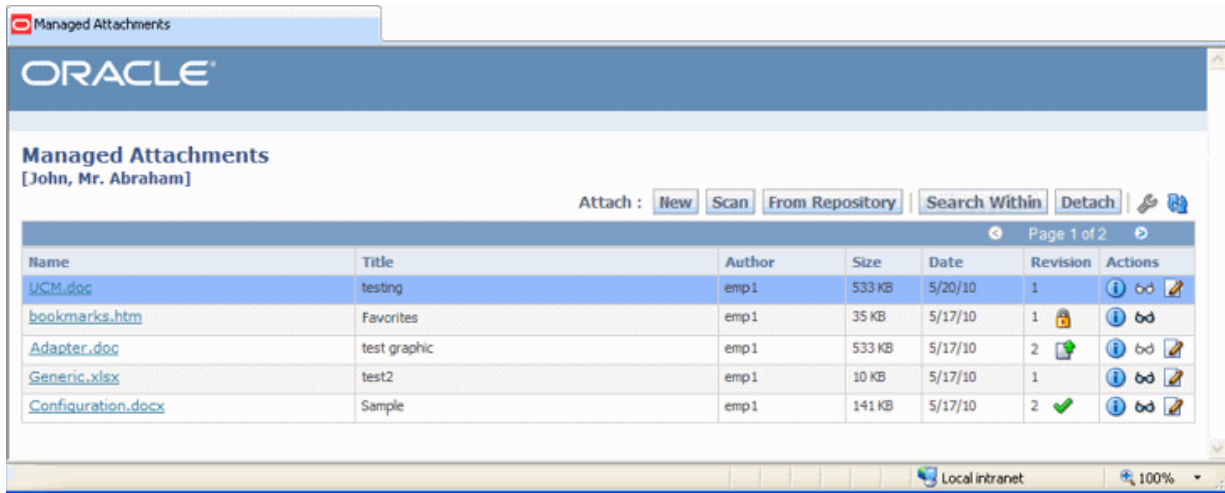 Managed Attachments
ORACLE®
Managed Attachments
[John, Mr. Abraham]
Attach : New Scan From Repository Search Within Detach
Page 1 of 2
Name Title Author Size Date Revision Actions
UCM.doc testing emp1 533 KB 5/20/10 1
bookmarks.htm Favorites emp1 35 KB 5/17/10 1
Adapter.doc test graphic emp1 533 KB 5/17/10 2
Generic.xlsx test2 emp1 10 KB 5/17/10 1
Configuration.docx Sample emp1 141 KB 5/17/10 2
Local intranet 100%